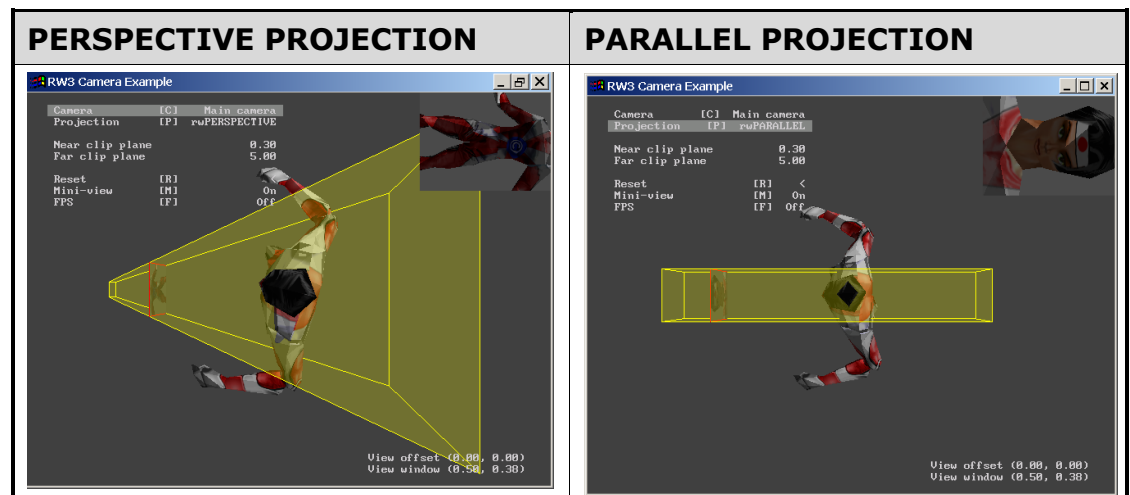 PERSPECTIVE PROJECTION
PARALLEL PROJECTION
RW3 Camera Example
Camera [C] Main camera
Projection [P] rwPERSPECTIVE
Near clip plane 0.30
Far clip plane 5.00
Reset [R]
Mini-view [M] On
FPS [F] Off
View offset (0.00, 0.00)
View window (0.50, 0.38)
RW3 Camera Example
Camera [C] Main camera
Projection [P] rwPARALLEL
Near clip plane 0.30
Far clip plane 5.00
Reset [R] <
Mini-view [M] On
FPS [F] Off
View offset (0.00, 0.00)
View window (0.50, 0.38)